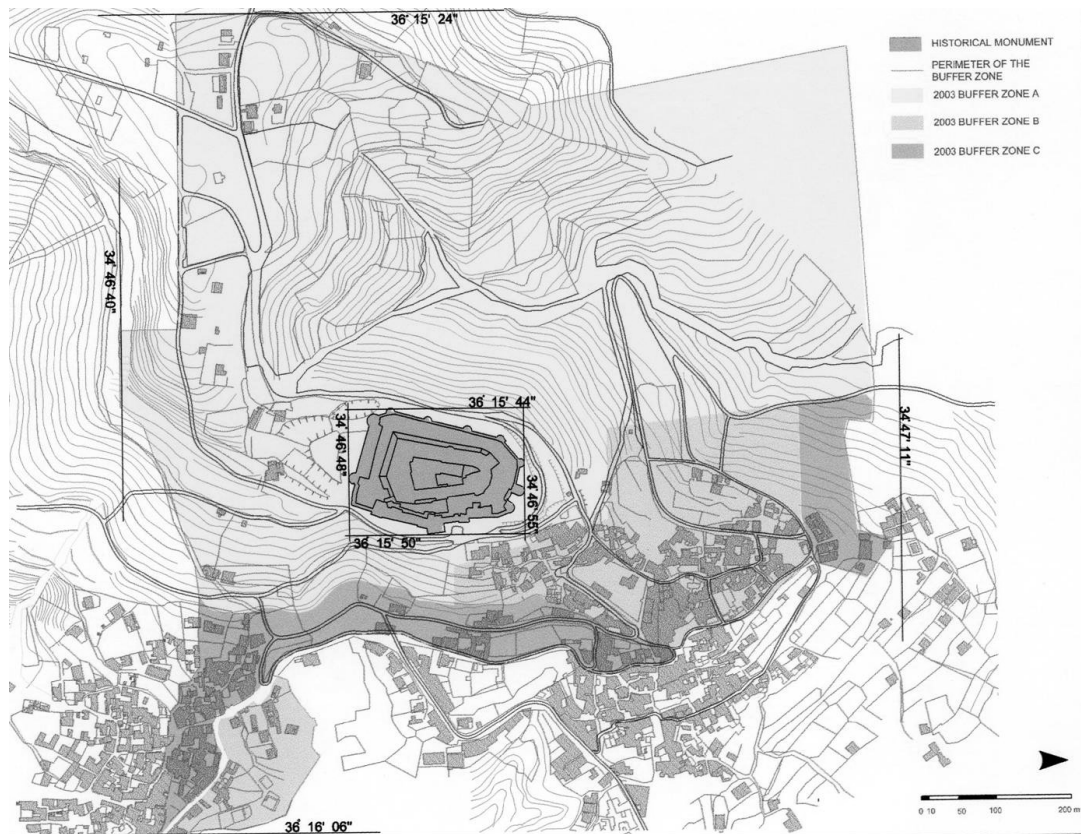 36° 15' 24"
HISTORICAL MONUMENT
PERIMETER OF THE
BUFFER ZONE
2003 BUFFER ZONE A
2003 BUFFER ZONE B
2003 BUFFER ZONE C
34° 46' 40"
36° 15' 44"
34° 46' 48"
34° 46' 55"
36° 15' 50"
34° 47' 11"
36° 16' 06"
0 10 50 100 200 m